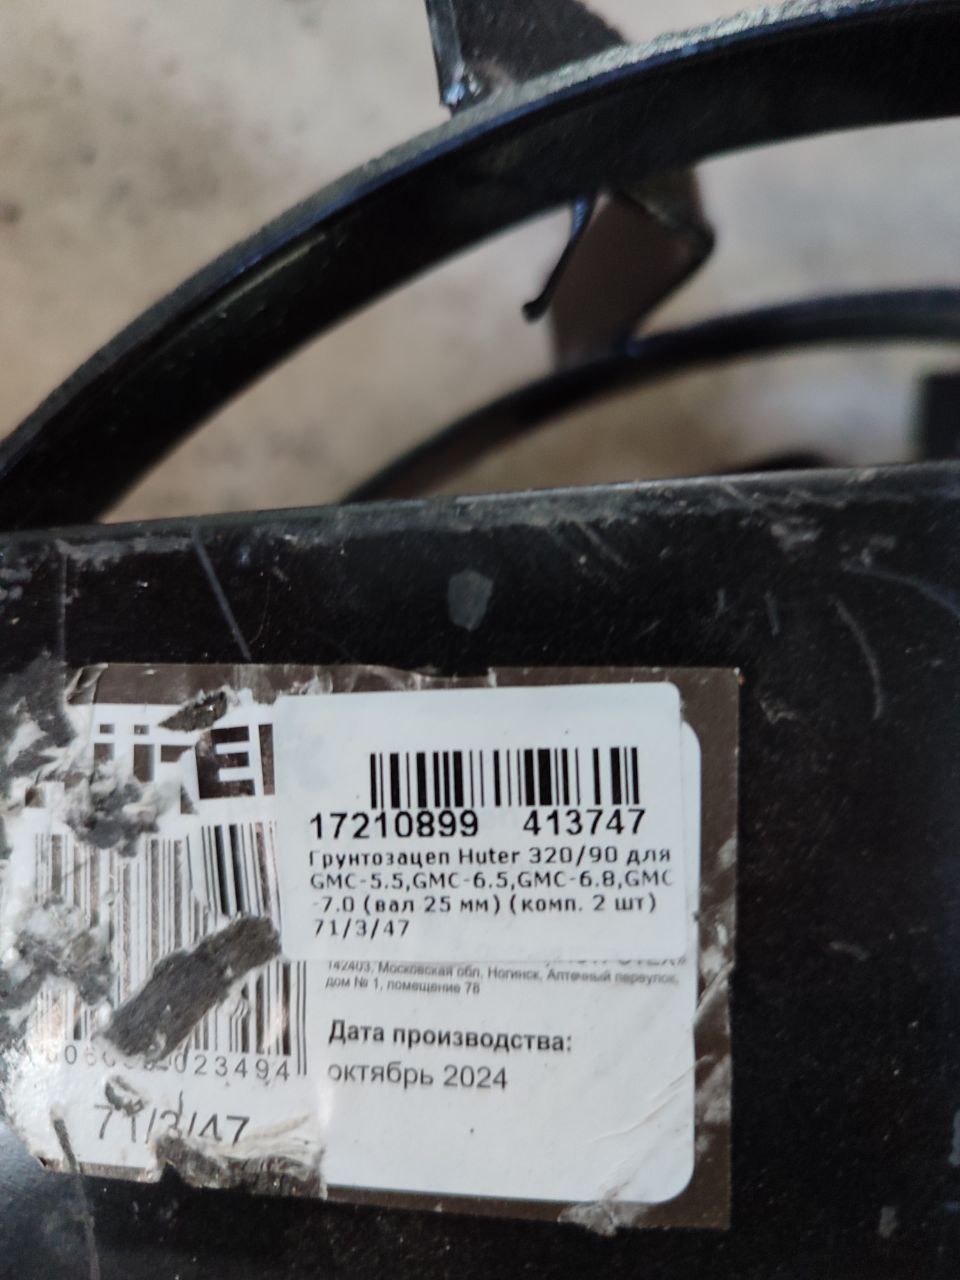 17210899 413747
Грунтозацеп Huter 320/90 для
GMC-5.5,GMC-6.5,GMC-6.8,GMC
-7.0 (вал 25 мм) (комп. 2 шт)
71/3/47
142403, Московская обл, Ногинск, Аптечный переулок,
дом № 1, помещение 78
Дата производства:
октябрь 2024
023494
71/3/47